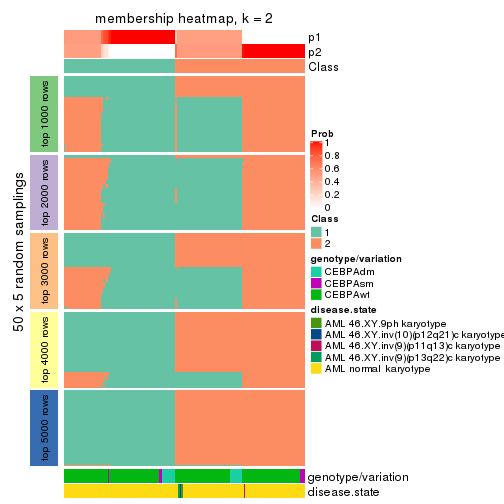 membership heatmap, k = 2
p1
p2
Class
50 x 5 random samplings
top 1000 rows
top 2000 rows
top 3000 rows
top 4000 rows
top 5000 rows
Prob
1
0.8
0.6
0.4
0.2
0
Class
1
2
genotype/variation
CEBPAdm
CEBPAsm
CEBPAwt
disease.state
AML 46.XY.9ph karyotype
AML 46.XY.inv(10)(p12q21)c karyotype
AML 46.XY.inv(9)(p11q13)c karyotype
AML 46.XY.inv(9)(p13q22)c karyotype
AML normal karyotype
genotype/variation
disease.state